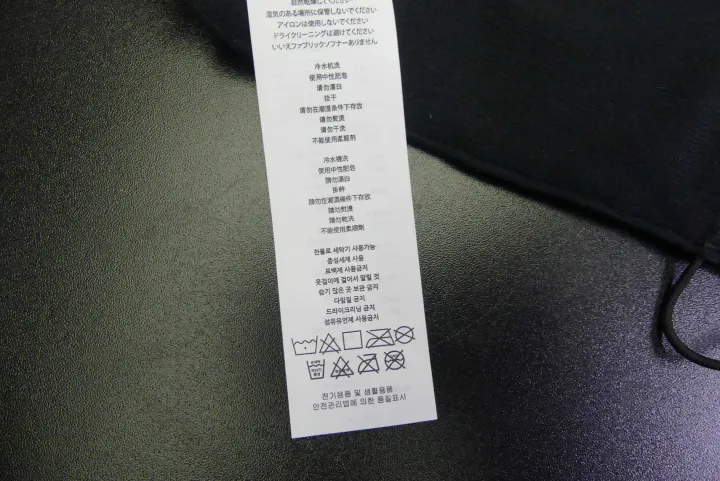 自然乾燥してください
湿気のある場所に保管しないでください
アイロンは使用しないでください
ドライクリーニングは避けてください
いいえファブリックソフナーありません
冷水机洗
使用中性肥皂
请勿漂白
挂干
请勿在潮湿条件下存放
请勿熨烫
请勿干洗
不能使用柔顺剂
冷水機洗
使用中性肥皂
請勿漂白
掛幹
請勿在潮濕條件下存放
請勿熨燙
請勿乾洗
不能使用柔順劑
찬물로 세탁기 사용가능
중성세제 사용
표백제 사용금지
옷걸이에 걸어서 말릴 것
습기 많은 곳 보관 금지
다림질 금지
드라이크리닝 금지
섬유유연제 사용금지
전기용품 및 생활용품
안전관리법에 의한 품질표시